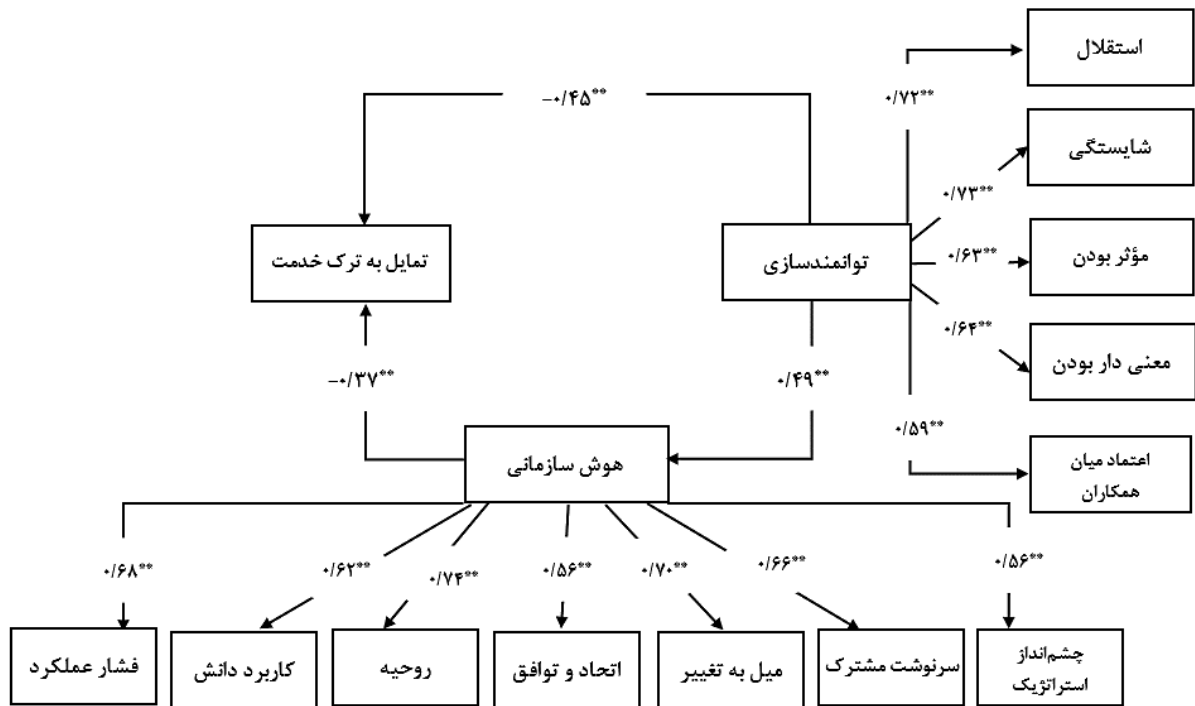 استقلال
-۰/۴۵**
۰/۷۲**
شایستگی
۰/۷۳**
تمایل به ترک خدمت
توانمندسازی
۰/۶۳**
مؤثر بودن
۰/۶۴**
معنی دار بودن
-۰/۳۷**
۰/۴۹**
۰/۵۹**
هوش سازمانی
اعتماد میان
همکاران
۰/۵۶**
۰/۶۶**
۰/۷۰**
۰/۵۶**
۰/۷۴**
۰/۶۲**
۰/۶۸**
چشم‌انداز
استراتژیک
سرنوشت مشترک
میل به تغییر
اتحاد و توافق
روحیه
کاربرد دانش
فشار عملکرد